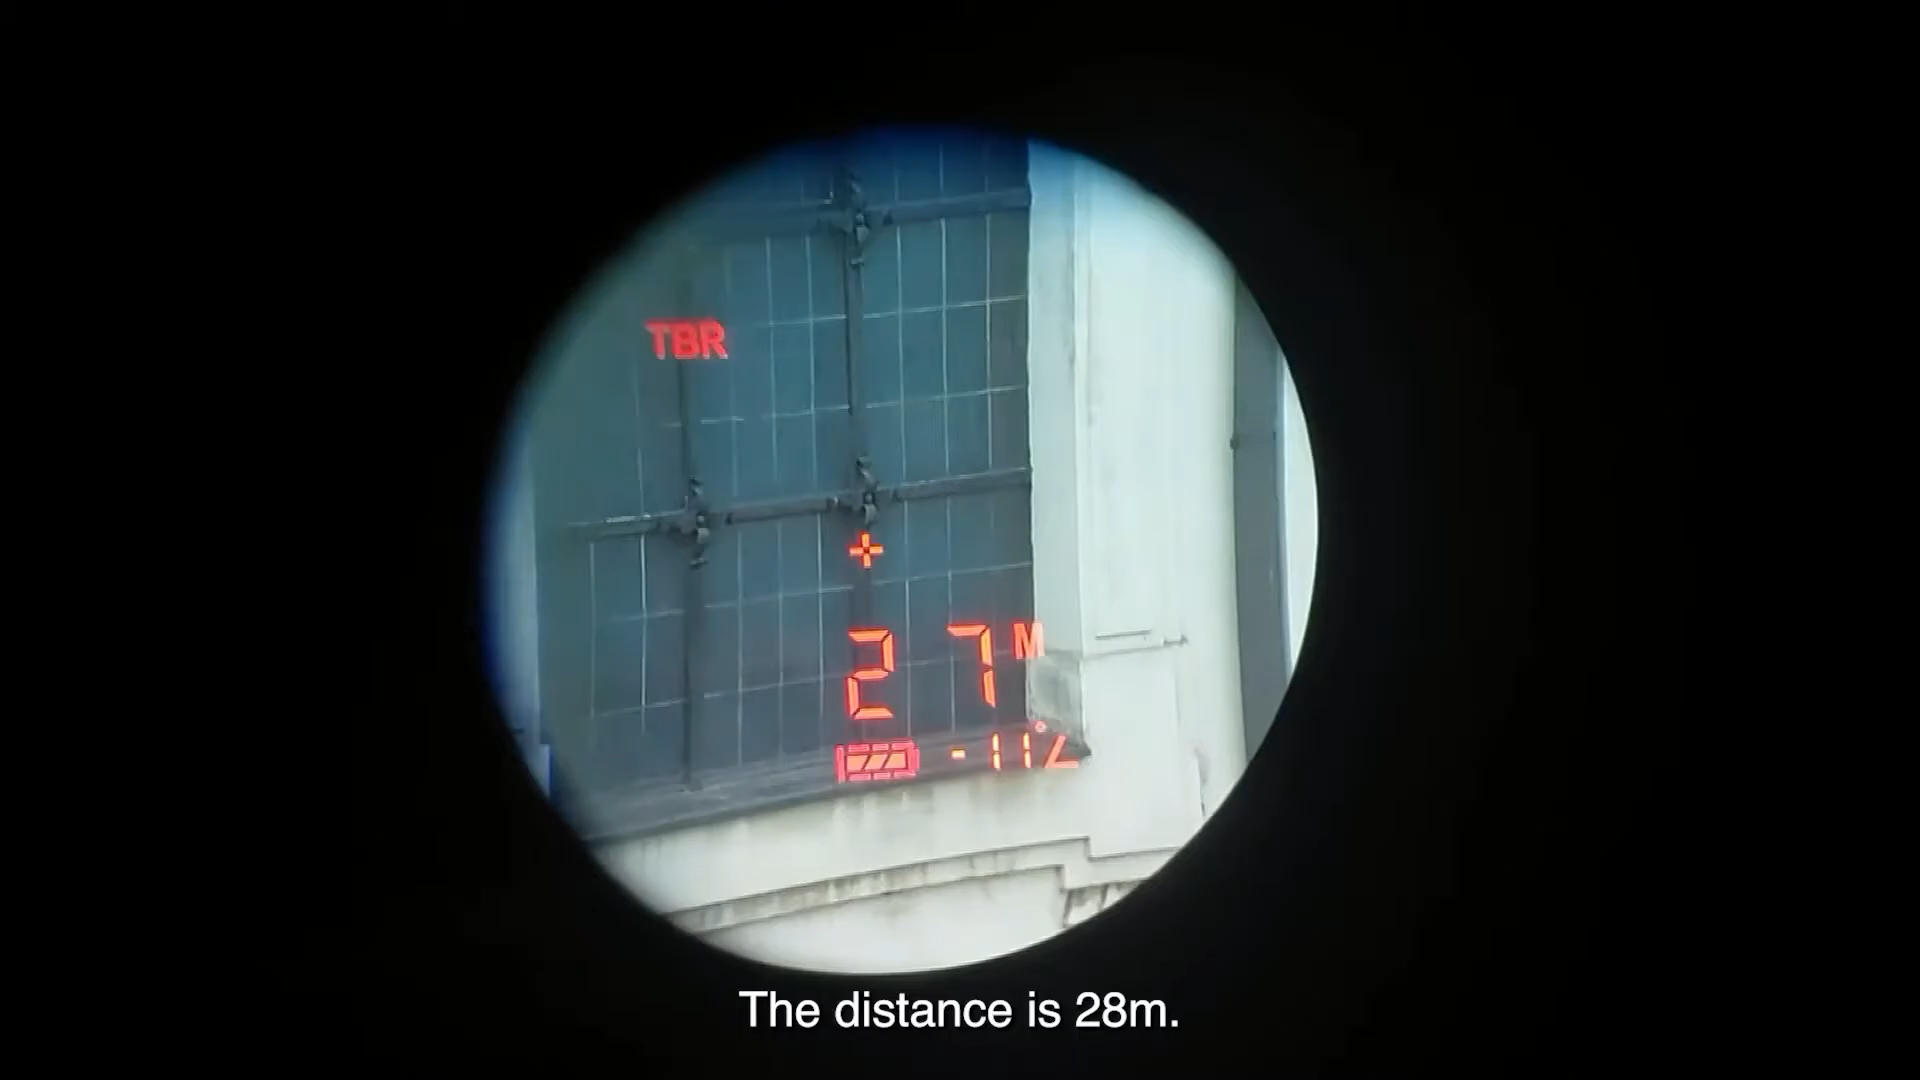 TBR
+
27 M
-11°∠
The distance is 28m.